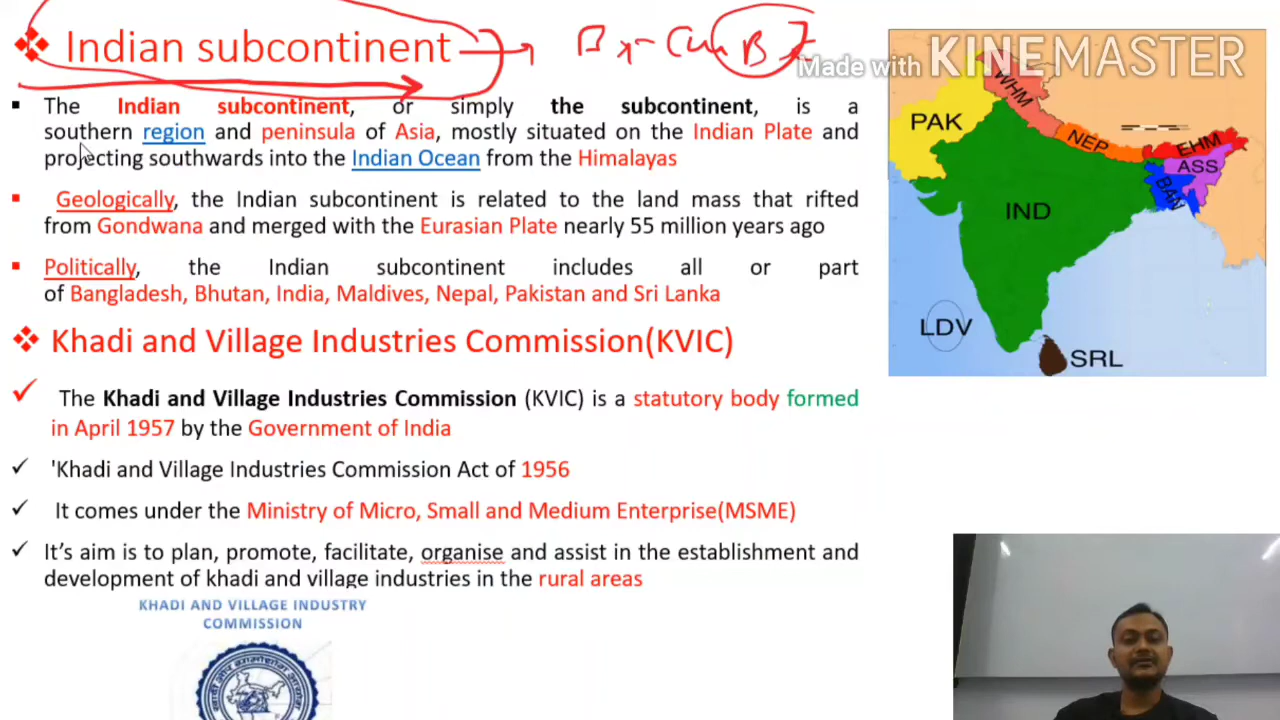 Indian subcontinent
Made with KINEMASTER
The Indian subcontinent, or simply the subcontinent, is a
southern region and peninsula of Asia, mostly situated on the Indian Plate and
projecting southwards into the Indian Ocean from the Himalayas
Geologically, the Indian subcontinent is related to the land mass that rifted
from Gondwana and merged with the Eurasian Plate nearly 55 million years ago
Politically, the Indian subcontinent includes all or part
of Bangladesh, Bhutan, India, Maldives, Nepal, Pakistan and Sri Lanka
Khadi and Village Industries Commission(KVIC)
The Khadi and Village Industries Commission (KVIC) is a statutory body formed
in April 1957 by the Government of India
'Khadi and Village Industries Commission Act of 1956
It comes under the Ministry of Micro, Small and Medium Enterprise(MSME)
It's aim is to plan, promote, facilitate, organise and assist in the establishment and
development of khadi and village industries in the rural areas
KHADI AND VILLAGE INDUSTRY
COMMISSION
WHM
PAK
NEP
EHM
ASS
BAN
IND
LDV
SRL